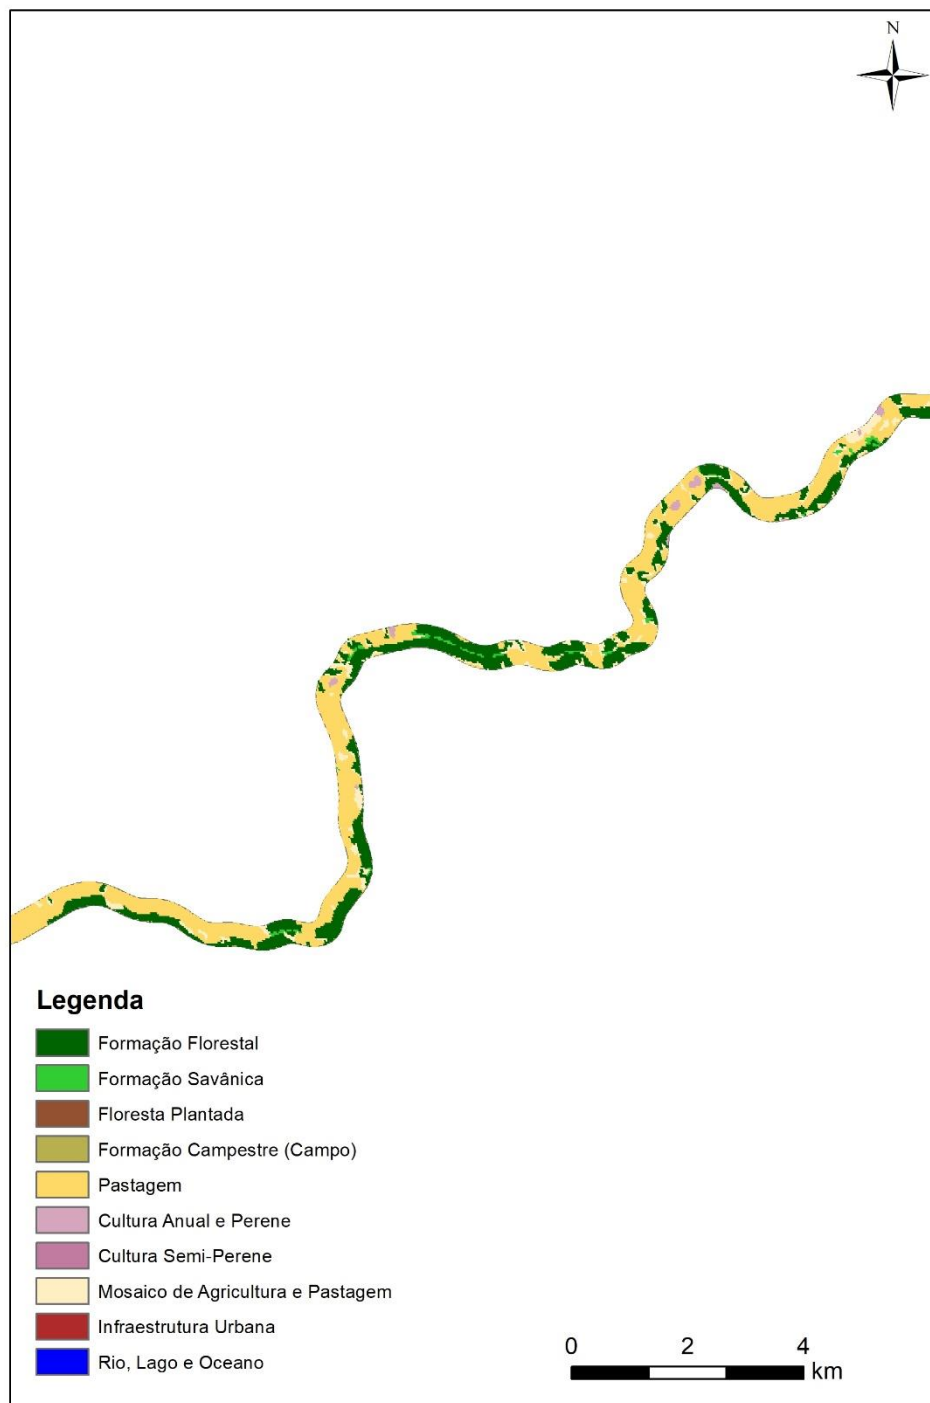 N
Legenda
Formação Florestal
Formação Savânica
Floresta Plantada
Formação Campestre (Campo)
Pastagem
Cultura Anual e Perene
Cultura Semi-Perene
Mosaico de Agricultura e Pastagem
Infraestrutura Urbana
Rio, Lago e Oceano
0 2 4
km